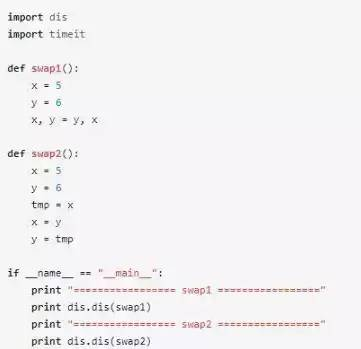 import dis
import timeit
def swap1():
x = 5
y = 6
x, y = y, x
def swap2():
x = 5
y = 6
tmp = x
x = y
y = tmp
if __name__ == "__main__":
print "================= swap1 ================="
print dis.dis(swap1)
print "================= swap2 ================="
print dis.dis(swap2)